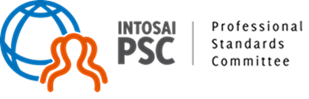 INTOSAI
PSC
Professional
Standards
Committee